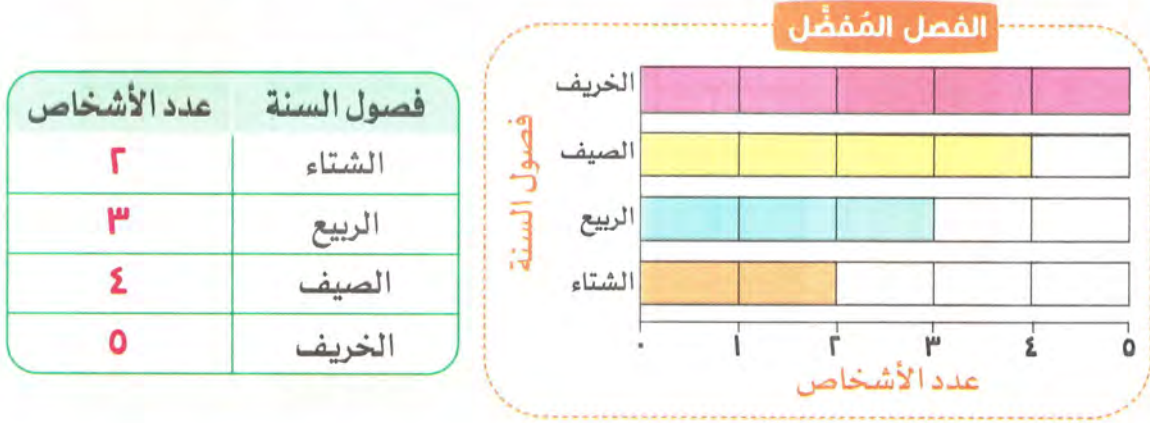 الفصل المُفضَّل
فصول السنة
الخريف
الصيف
الربيع
الشتاء
٠ ١ ٢ ٣ ٤ ٥
عدد الأشخاص
فصول السنة عدد الأشخاص
الشتاء ٢
الربيع ٣
الصيف ٤
الخريف ٥